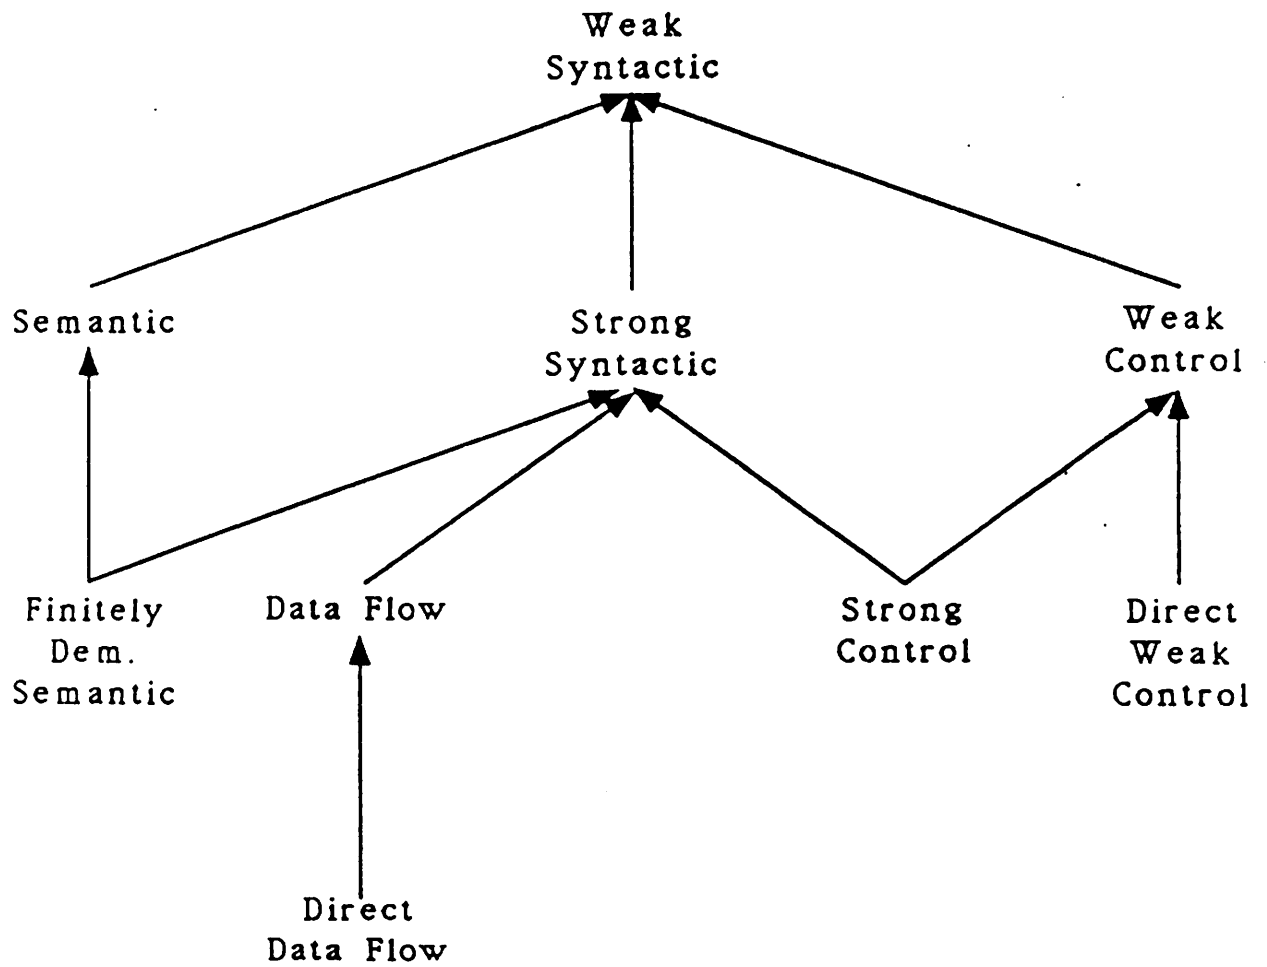 Weak
Syntactic
Semantic
Strong
Syntactic
Weak
Control
Finitely
Dem.
Semantic
Data Flow
Strong
Control
Direct
Weak
Control
Direct
Data Flow